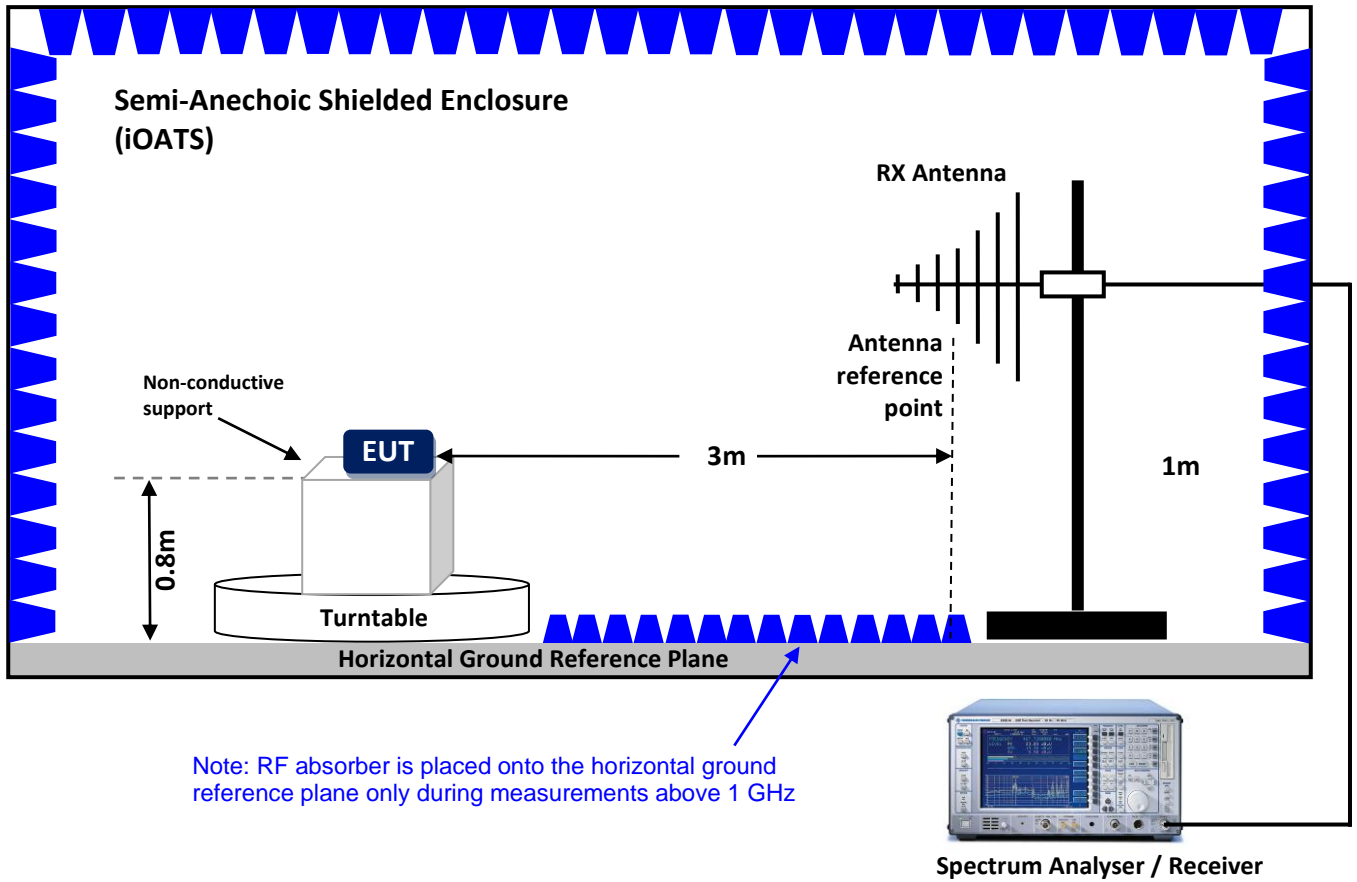 Semi-Anechoic Shielded Enclosure
(iOATS)
RX Antenna
Antenna
reference
point
Non-conductive
support
EUT
3m
1m
0.8m
Turntable
Horizontal Ground Reference Plane
Note: RF absorber is placed onto the horizontal ground
reference plane only during measurements above 1 GHz
Spectrum Analyser / Receiver